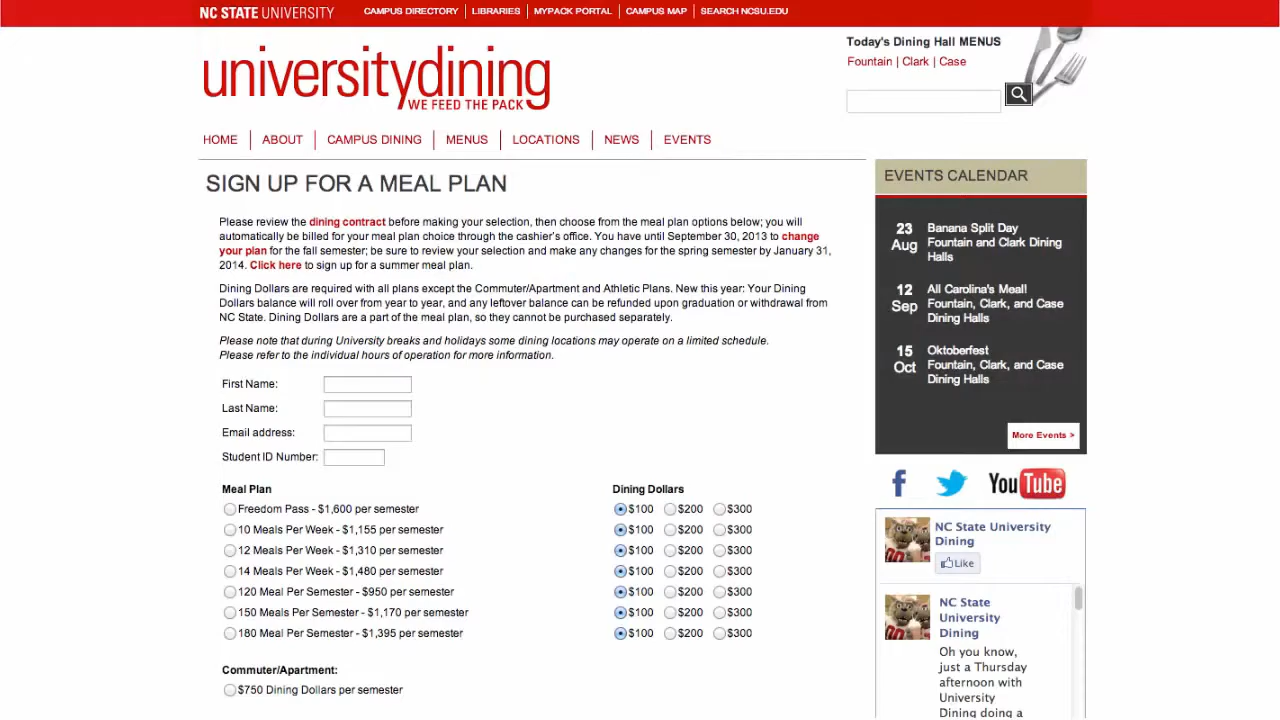 NC STATE UNIVERSITY
CAMPUS DIRECTORY
LIBRARIES
MYPACK PORTAL
CAMPUS MAP
SEARCH NCSU.EDU
universitydining
WE FEED THE PACK
Today's Dining Hall MENUS
Fountain | Clark | Case
HOME
ABOUT
CAMPUS DINING
MENUS
LOCATIONS
NEWS
EVENTS
SIGN UP FOR A MEAL PLAN
Please review the dining contract before making your selection, then choose from the meal plan options below; you will
automatically be billed for your meal plan choice through the cashier's office. You have until September 30, 2013 to change
your plan for the fall semester; be sure to review your selection and make any changes for the spring semester by January 31,
2014. Click here to sign up for a summer meal plan.
Dining Dollars are required with all plans except the Commuter/Apartment and Athletic Plans. New this year: Your Dining
Dollars balance will roll over from year to year, and any leftover balance can be refunded upon graduation or withdrawal from
NC State. Dining Dollars are a part of the meal plan, so they cannot be purchased separately.
Please note that during University breaks and holidays some dining locations may operate on a limited schedule.
Please refer to the individual hours of operation for more information.
First Name:
Last Name:
Email address:
Student ID Number:
Meal Plan Dining Dollars
Freedom Pass - $1,600 per semester $100 $200 $300
10 Meals Per Week - $1,155 per semester $100 $200 $300
12 Meals Per Week - $1,310 per semester $100 $200 $300
14 Meals Per Week - $1,480 per semester $100 $200 $300
120 Meal Per Semester - $950 per semester $100 $200 $300
150 Meals Per Semester - $1,170 per semester $100 $200 $300
180 Meal Per Semester - $1,395 per semester $100 $200 $300
Commuter/Apartment:
$750 Dining Dollars per semester
EVENTS CALENDAR
23 Aug
Banana Split Day
Fountain and Clark Dining
Halls
12 Sep
All Carolina's Meal!
Fountain, Clark, and Case
Dining Halls
15 Oct
Oktoberfest
Fountain, Clark, and Case
Dining Halls
More Events >
f
YouTube
NC State University
Dining
Like
NC State
University
Dining
Oh you know,
just a Thursday
afternoon with
University
Dining doing a